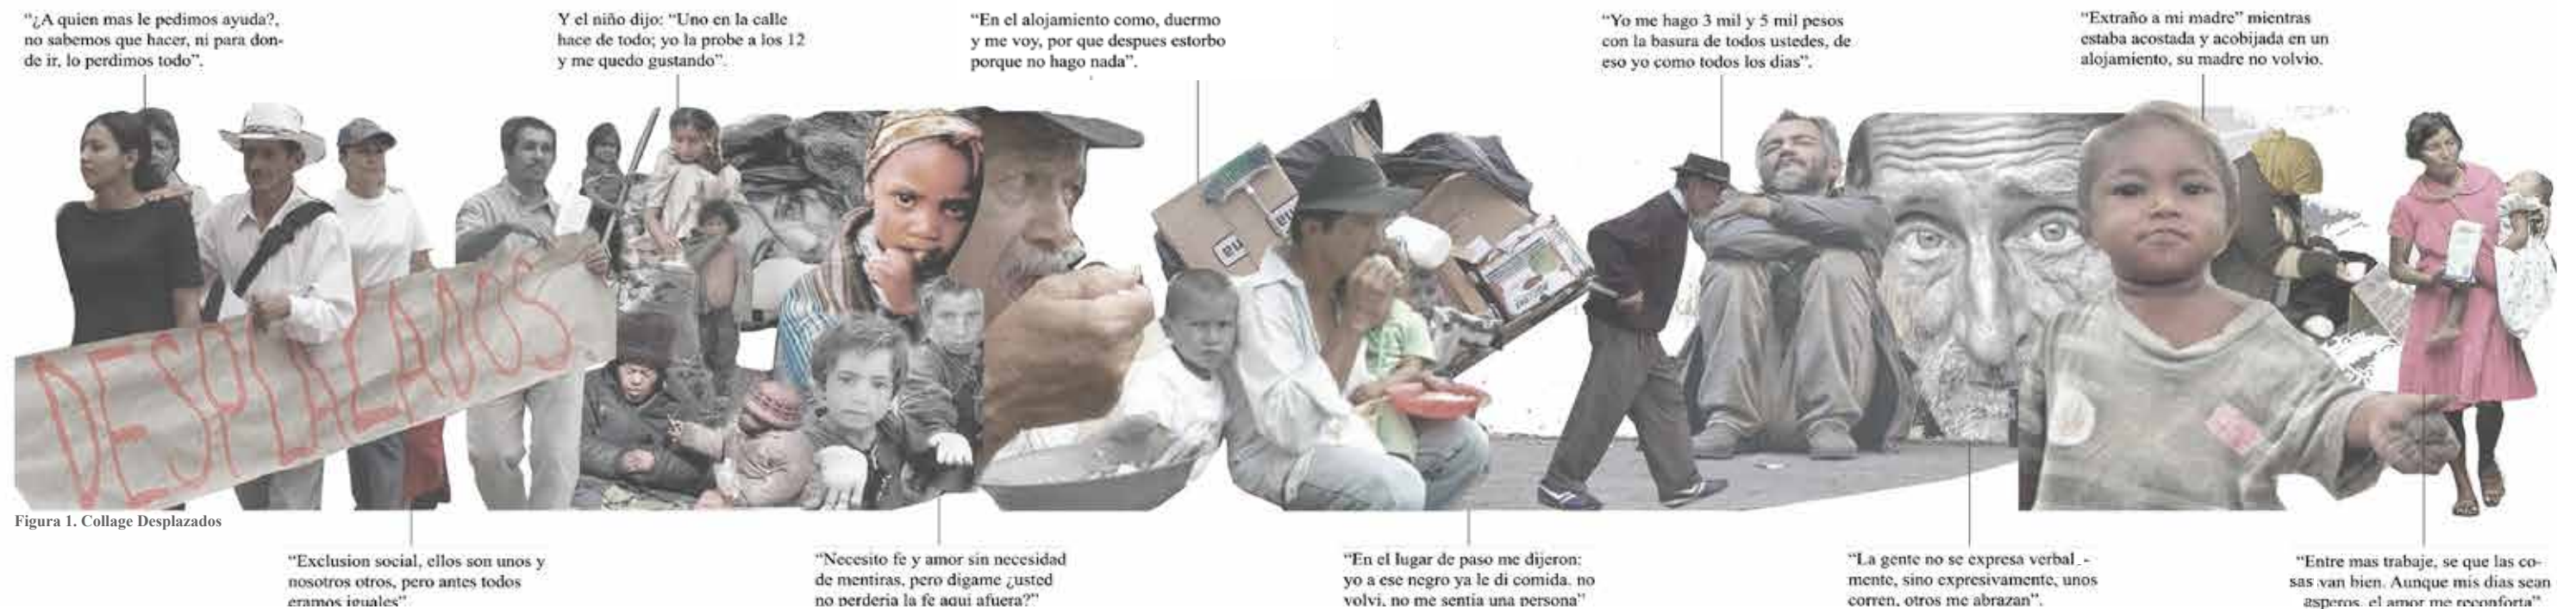 “¿A quien mas le pedimos ayuda?,
no sabemos que hacer, ni para don-
de ir, lo perdimos todo”.
Y el niño dijo: “Uno en la calle
hace de todo; yo la probe a los 12
y me quedo gustando”.
“En el alojamiento como, duermo
y me voy, por que despues estorbo
porque no hago nada”.
“Yo me hago 3 mil y 5 mil pesos
con la basura de todos ustedes, de
eso yo como todos los dias”.
“Extraño a mi madre” mientras
estaba acostada y acobijada en un
alojamiento, su madre no volvio.
DESPLAZADOS
Figura 1. Collage Desplazados
“Exclusion social, ellos son unos y
nosotros otros, pero antes todos
eramos iguales”
“Necesito fe y amor sin necesidad
de mentiras, pero digame ¿usted
no perderia la fe aqui afuera?”
“En el lugar de paso me dijeron:
yo a ese negro ya le di comida. no
volvi, no me sentia una persona”
“La gente no se expresa verbal -
mente, sino expresivamente, unos
corren, otros me abrazan”.
“Entre mas trabaje, se que las co-
sas van bien. Aunque mis dias sean
asperos, el amor me reconforta”